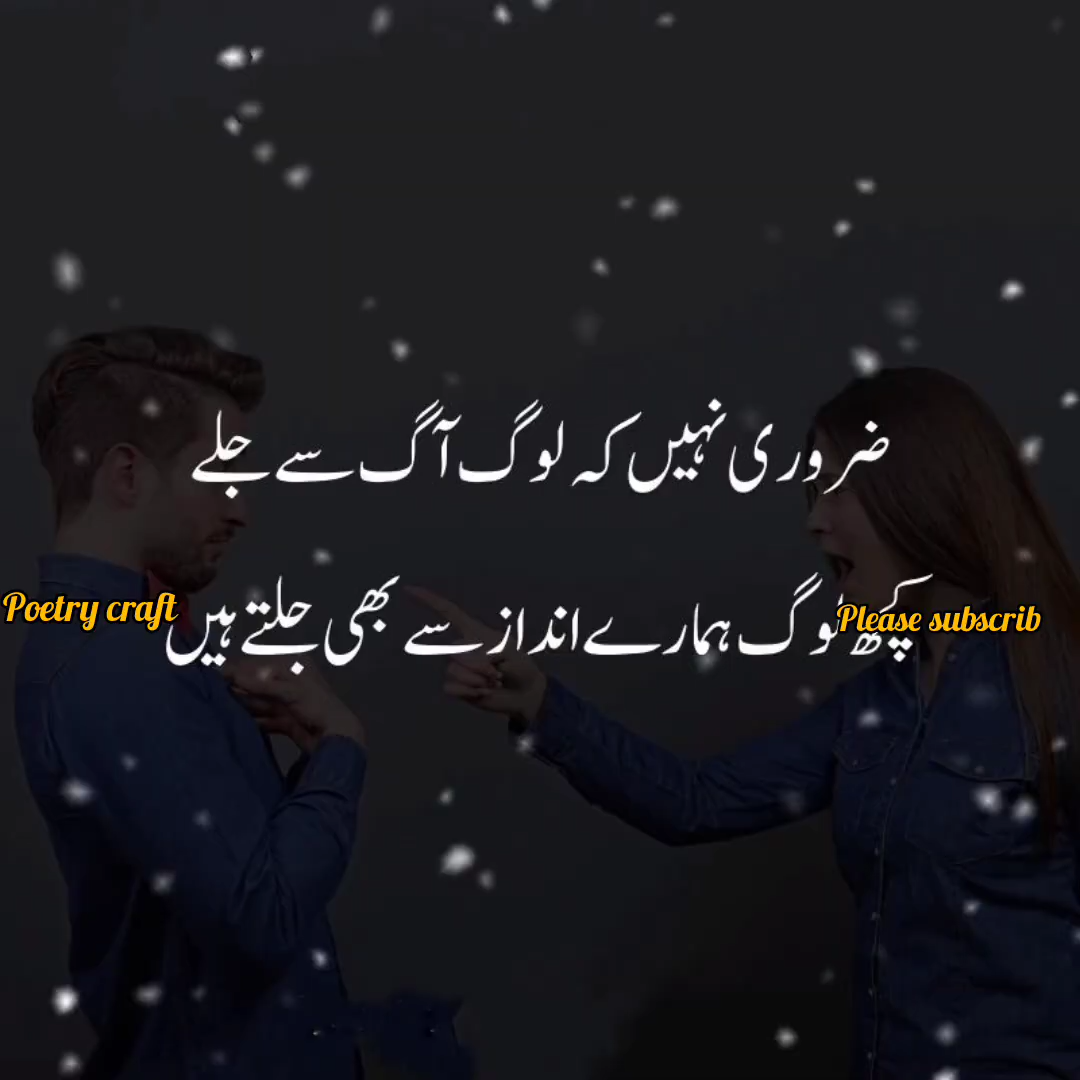 ضروری نہیں کہ لوگ آگ سے جلے
کچھ لوگ ہمارے انداز سے بھی جلتے ہیں
Poetry craft
Please subscrib